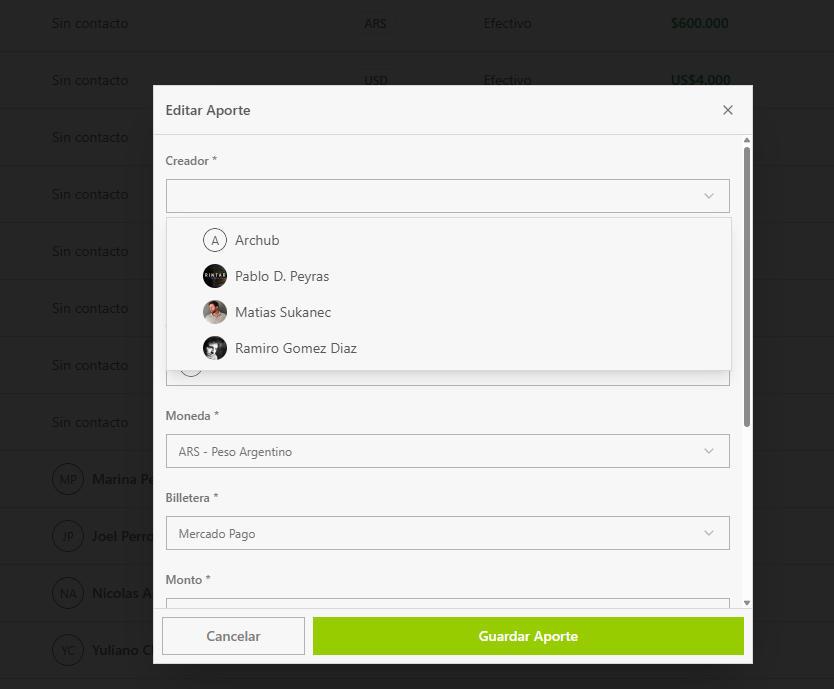 Sin contacto ARS Efectivo $600.000
Sin contacto USD Efectivo US$4.000
Editar Aporte
Sin contacto
Creador *
Sin contacto
A Archub
Sin contacto
Pablo D. Peyras
Sin contacto
Matias Sukanec
Ramiro Gomez Diaz
Sin contacto
Moneda *
Sin contacto
ARS - Peso Argentino
MP Marina Pe
Billetera *
JP Joel Perro
Mercado Pago
Monto *
NA Nicolas A
Cancelar Guardar Aporte
YC Yuliano C